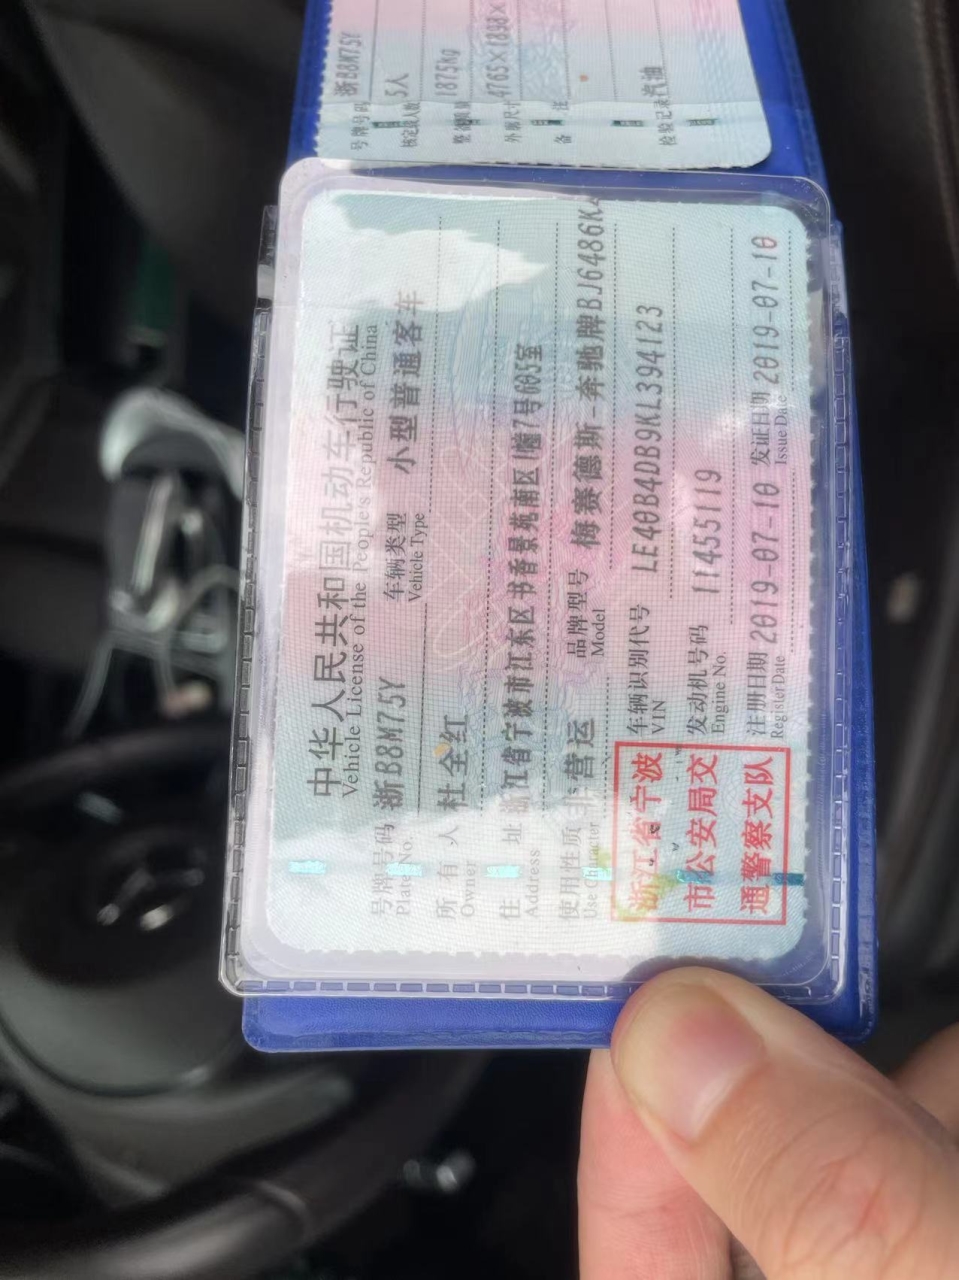 中华人民共和国机动车行驶证
Vehicle License of the People's Republic of China
号牌号码 浙B8M75Y 车辆类型 小型普通客车
Plate No. Vehicle Type
所有人 杜全红
Owner
住址 浙江省宁波市江东区书香景苑南区1幢7号605室
Address
使用性质 非营运 品牌型号 梅赛德斯-奔驰牌BJ6486K
Use Character Model
浙江省宁波
市公安局交
通警察支队
车辆识别代号 LE40B4DB9KL394123
VIN
发动机号码 11455119
Engine No.
注册日期 2019-07-10 发证日期 2019-07-10
Register Date Issue Date
号牌号码 浙B8M75Y
核定载人数 5人
整备质量 1875kg
外廓尺寸 4765×1898×
备注
检验记录 汽油